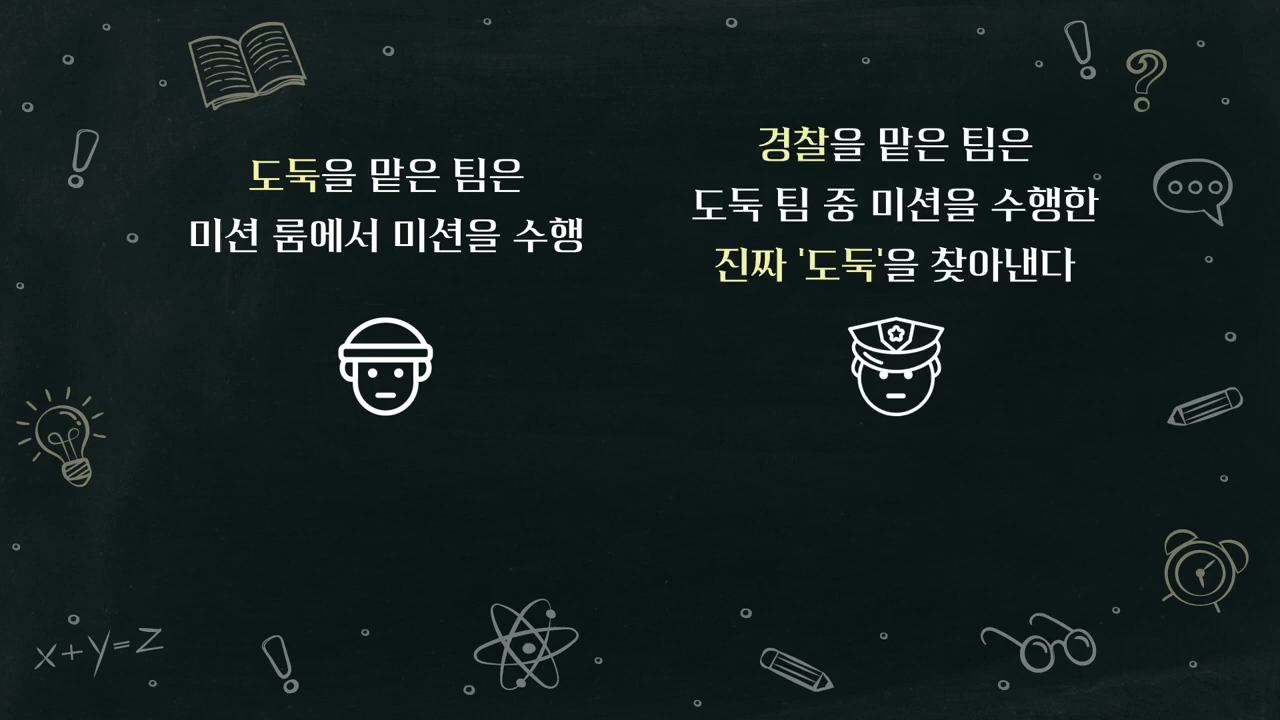 도둑을 맡은 팀은
미션 룸에서 미션을 수행
경찰을 맡은 팀은
도둑 팀 중 미션을 수행한
진짜 '도둑'을 찾아낸다
x+y=z